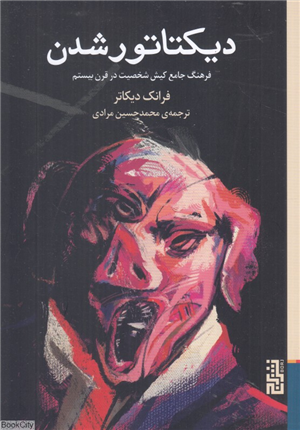 دیکتاتور شدن
فرهنگ جامع کیش شخصیت در قرن بیستم
فرانک دیکاتر
ترجمه‌ی محمدحسین مرادی
BookCity